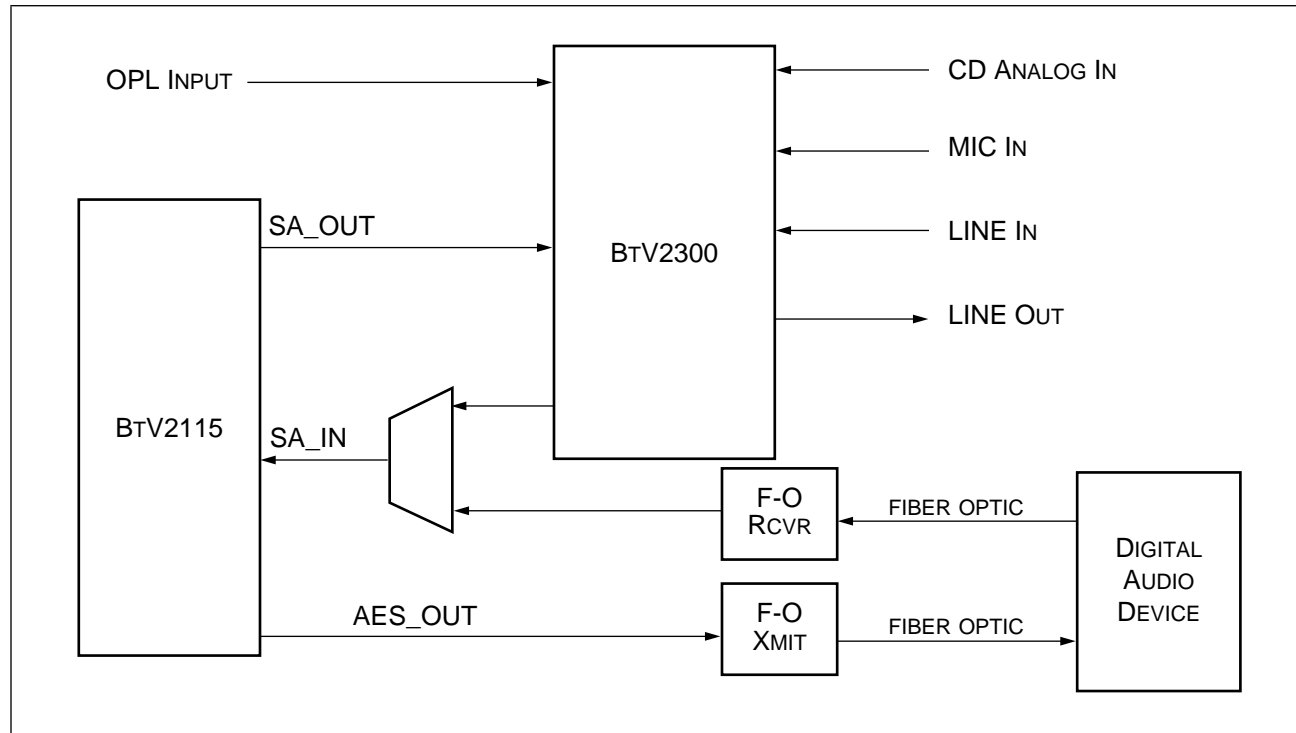 OPL INPUT
CD ANALOG IN
MIC IN
SA_OUT
LINE IN
BTV2300
LINE OUT
BTV2115
SA_IN
F-O
RCVR
FIBER OPTIC
DIGITAL
AUDIO
DEVICE
AES_OUT
F-O
XMIT
FIBER OPTIC